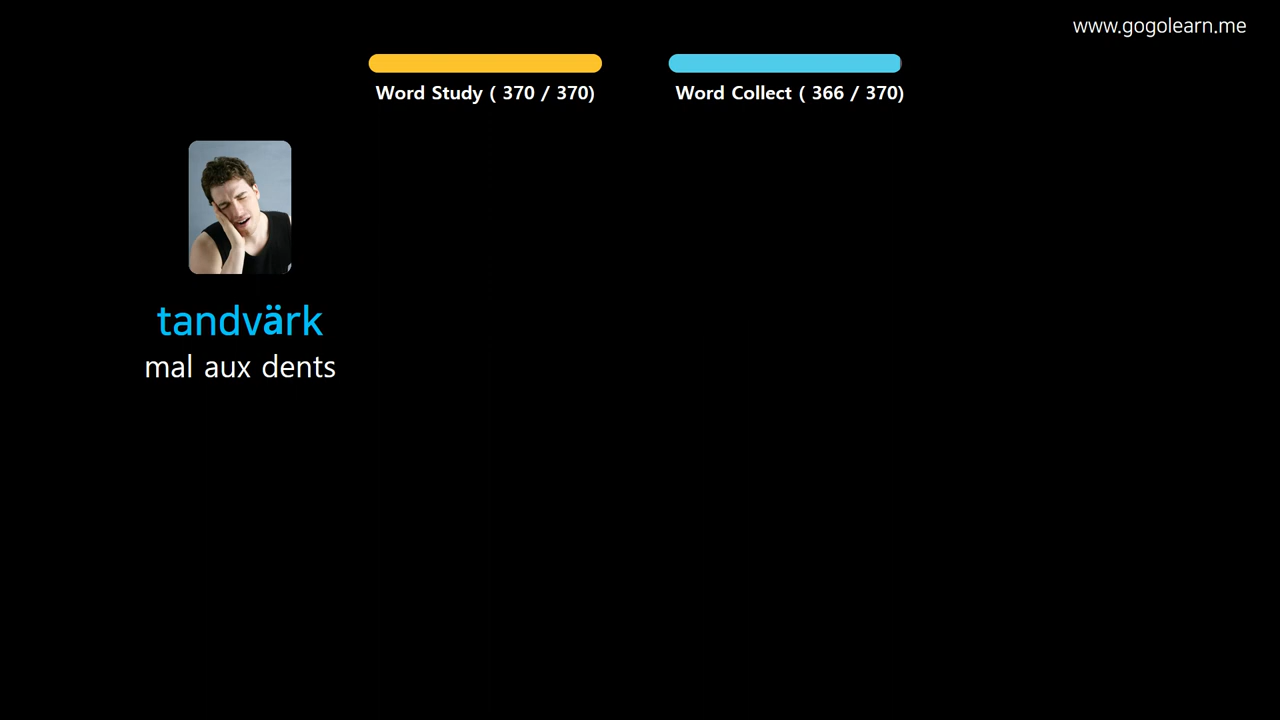 www.gogolearn.me
Word Study ( 370 / 370)
Word Collect ( 366 / 370)
tandvärk
mal aux dents